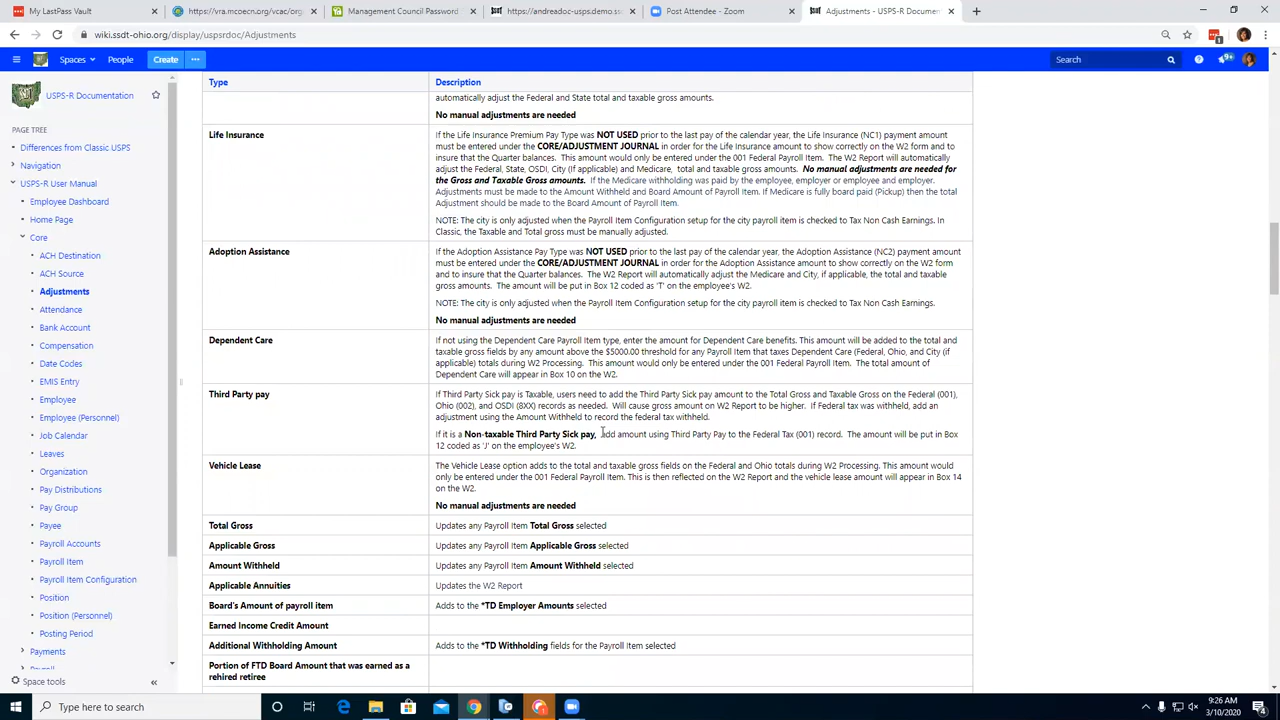 My LastPass Vault
https://vra.mcoecn.org/vcac/org
Management Council Password
https://andreadoc-usps.demo.ss
Post Attendee - Zoom
Adjustments - USPS-R Documen
wiki.ssdt-ohio.org/display/uspsrdoc/Adjustments
Spaces
People
Create
Search
9+
USPS-R Documentation
PAGE TREE
Differences from Classic USPS
Navigation
USPS-R User Manual
Employee Dashboard
Home Page
Core
ACH Destination
ACH Source
Adjustments
Attendance
Bank Account
Compensation
Date Codes
EMIS Entry
Employee
Employee (Personnel)
Job Calendar
Leaves
Organization
Pay Distributions
Pay Group
Payee
Payroll Accounts
Payroll Item
Payroll Item Configuration
Position
Position (Personnel)
Posting Period
Payments
Space tools
Type
Description
automatically adjust the Federal and State total and taxable gross amounts.
No manual adjustments are needed
Life Insurance
If the Life Insurance Premium Pay Type was NOT USED prior to the last pay of the calendar year, the Life Insurance (NC1) payment amount
must be entered under the CORE/ADJUSTMENT JOURNAL in order for the Life Insurance amount to show correctly on the W2 form and to
insure that the Quarter balances. This amount would only be entered under the 001 Federal Payroll Item. The W2 Report will automatically
adjust the Federal, State, OSDI, City (if applicable) and Medicare, total and taxable gross amounts. No manual adjustments are needed for
the Gross and Taxable Gross amounts. If the Medicare withholding was paid by the employee, employer or employee and employer.
Adjustments must be made to the Amount Withheld and Board Amount of Payroll Item. If Medicare is fully board paid (Pickup) then the total
Adjustment should be made to the Board Amount of Payroll Item.
NOTE: The city is only adjusted when the Payroll Item Configuration setup for the city payroll item is checked to Tax Non Cash Earnings. In
Classic, the Taxable and Total gross must be manually adjusted.
Adoption Assistance
If the Adoption Assistance Pay Type was NOT USED prior to the last pay of the calendar year, the Adoption Assistance (NC2) payment amount
must be entered under the CORE/ADJUSTMENT JOURNAL in order for the Adoption Assistance amount to show correctly on the W2 form
and to insure that the Quarter balances. The W2 Report will automatically adjust the Medicare and City, if applicable, the total and taxable
gross amounts. The amount will be put in Box 12 coded as 'T' on the employee's W2.
NOTE: The city is only adjusted when the Payroll Item Configuration setup for the city payroll item is checked to Tax Non Cash Earnings.
No manual adjustments are needed
Dependent Care
If not using the Dependent Care Payroll Item type, enter the amount for Dependent Care benefits. This amount will be added to the total and
taxable gross fields by any amount above the $5000.00 threshold for any Payroll Item that taxes Dependent Care (Federal, Ohio, and City (if
applicable) totals during W2 Processing. This amount would only be entered under the 001 Federal Payroll Item. The total amount of
Dependent Care will appear in Box 10 on the W2.
Third Party pay
If Third Party Sick pay is Taxable, users need to add the Third Party Sick pay amount to the Total Gross and Taxable Gross on the Federal (001),
Ohio (002), and OSDI (8XX) records as needed. Will cause gross amount on W2 Report to be higher. If Federal tax was withheld, add an
adjustment using the Amount Withheld to record the federal tax withheld.
If it is a Non-taxable Third Party Sick pay, add amount using Third Party Pay to the Federal Tax (001) record. The amount will be put in Box
12 coded as 'J' on the employee's W2.
Vehicle Lease
The Vehicle Lease option adds to the total and taxable gross fields on the Federal and Ohio totals during W2 Processing. This amount would
only be entered under the 001 Federal Payroll Item. This is then reflected on the W2 Report and the vehicle lease amount will appear in Box 14
on the W2.
No manual adjustments are needed
Total Gross
Updates any Payroll Item Total Gross selected
Applicable Gross
Updates any Payroll Item Applicable Gross selected
Amount Withheld
Updates any Payroll Item Amount Withheld selected
Applicable Annuities
Updates the W2 Report
Board's Amount of payroll item
Adds to the *TD Employer Amounts selected
Earned Income Credit Amount
Additional Withholding Amount
Adds to the *TD Withholding fields for the Payroll Item selected
Portion of FTD Board Amount that was earned as a
rehired retiree
Type here to search
9:26 AM
3/10/2020
4